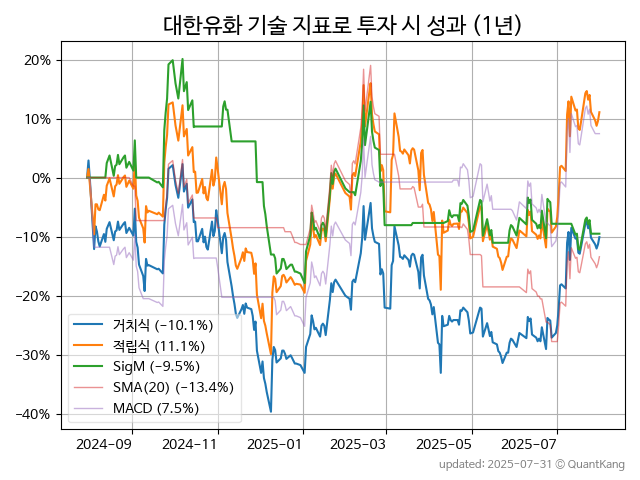 대한유화 기술 지표로 투자 시 성과 (1년)
20%
10%
0%
−10%
−20%
−30%
−40%
거치식 (−10.1%)
적립식 (11.1%)
SigM (−9.5%)
SMA(20) (−13.4%)
MACD (7.5%)
2024-09
2024-11
2025-01
2025-03
2025-05
2025-07
updated: 2025-07-31 © QuantKang